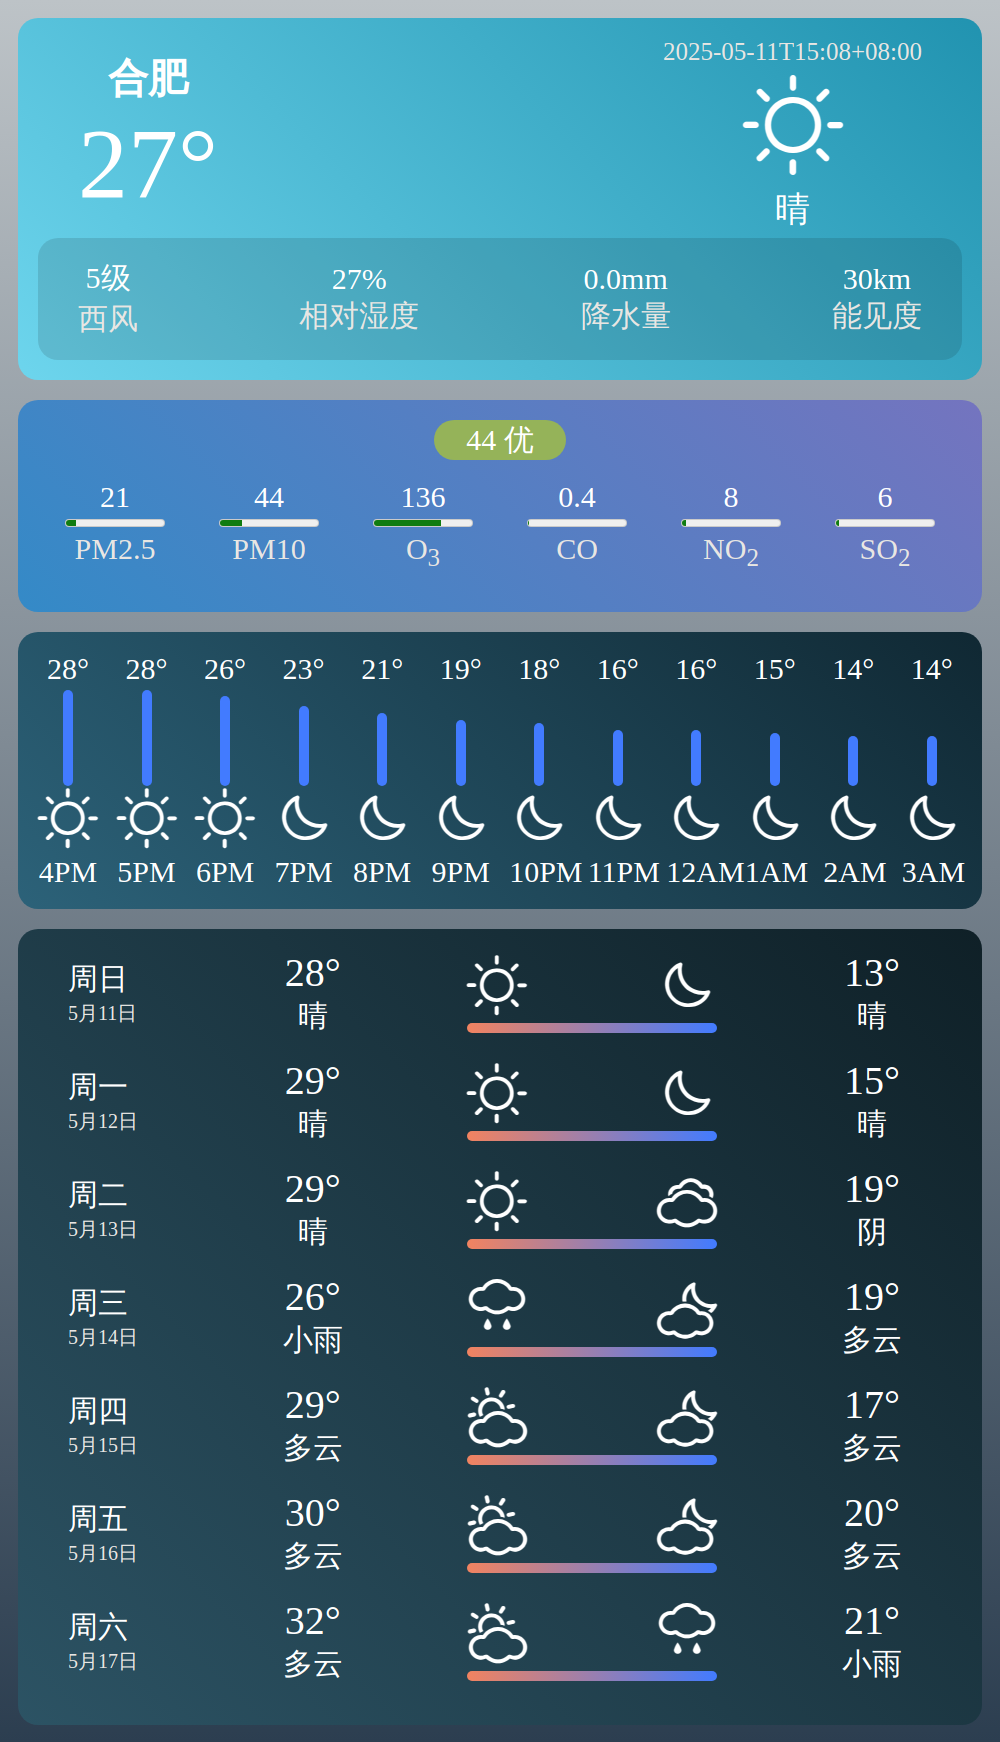 合肥
27°
2025-05-11T15:08+08:00
晴
5级 27% 0.0mm 30km
西风 相对湿度 降水量 能见度
44 优
21 44 136 0.4 8 6
PM2.5 PM10 O3 CO NO2 SO2
28° 28° 26° 23° 21° 19° 18° 16° 16° 15° 14° 14°
4PM 5PM 6PM 7PM 8PM 9PM 10PM 11PM 12AM 1AM 2AM 3AM
周日 28° 13°
5月11日 晴 晴
周一 29° 15°
5月12日 晴 晴
周二 29° 19°
5月13日 晴 阴
周三 26° 19°
5月14日 小雨 多云
周四 29° 17°
5月15日 多云 多云
周五 30° 20°
5月16日 多云 多云
周六 32° 21°
5月17日 多云 小雨